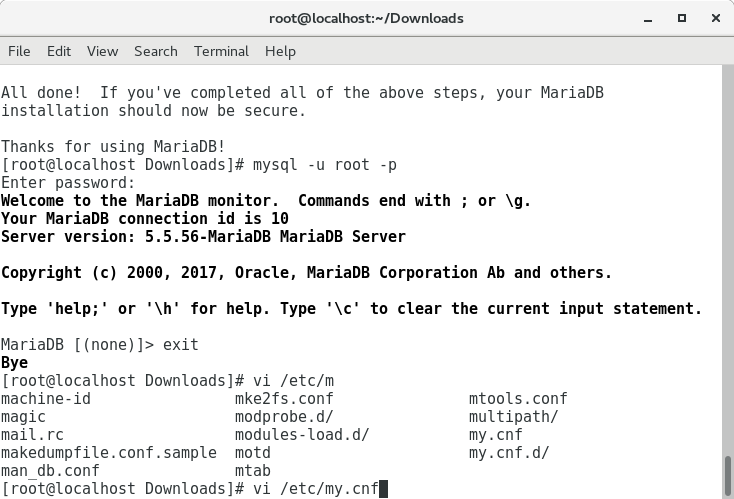 root@localhost:~/Downloads
File Edit View Search Terminal Help
All done!  If you've completed all of the above steps, your MariaDB
installation should now be secure.
Thanks for using MariaDB!
[root@localhost Downloads]# mysql -u root -p
Enter password:
Welcome to the MariaDB monitor.  Commands end with ; or \g.
Your MariaDB connection id is 10
Server version: 5.5.56-MariaDB MariaDB Server
Copyright (c) 2000, 2017, Oracle, MariaDB Corporation Ab and others.
Type 'help;' or '\h' for help. Type '\c' to clear the current input statement.
MariaDB [(none)]> exit
Bye
[root@localhost Downloads]# vi /etc/m
machine-id                mke2fs.conf               mtools.conf
magic                     modprobe.d/               multipath/
mail.rc                   modules-load.d/           my.cnf
makedumpfile.conf.sample  motd                      my.cnf.d/
man_db.conf               mtab
[root@localhost Downloads]# vi /etc/my.cnf